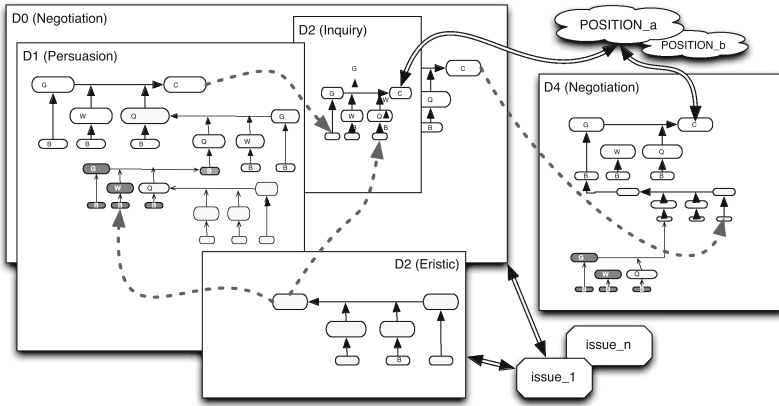 D0 (Negotiation)
D2 (Inquiry)
POSITION_a
POSITION_b
D1 (Persuasion)
G
C
G
C
C
D4 (Negotiation)
G
W
Q
G
W
Q
Q
W
B
G
C
B
B
B
Q
W
B
B
W
Q
B
B
B
G
B
B
B
W
Q
B
B
B
B
B
B
G
W
Q
D2 (Eristic)
B
issue_n
issue_1